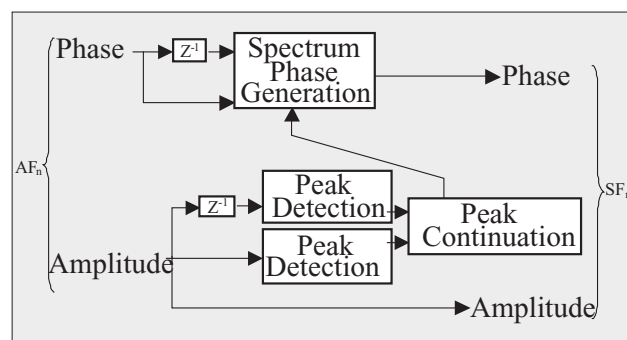 Phase
Z⁻¹
Spectrum
Phase
Generation
Phase
AFₙ
Z⁻¹
Peak
Detection
Peak
Continuation
SFₙ
Amplitude
Peak
Detection
Amplitude